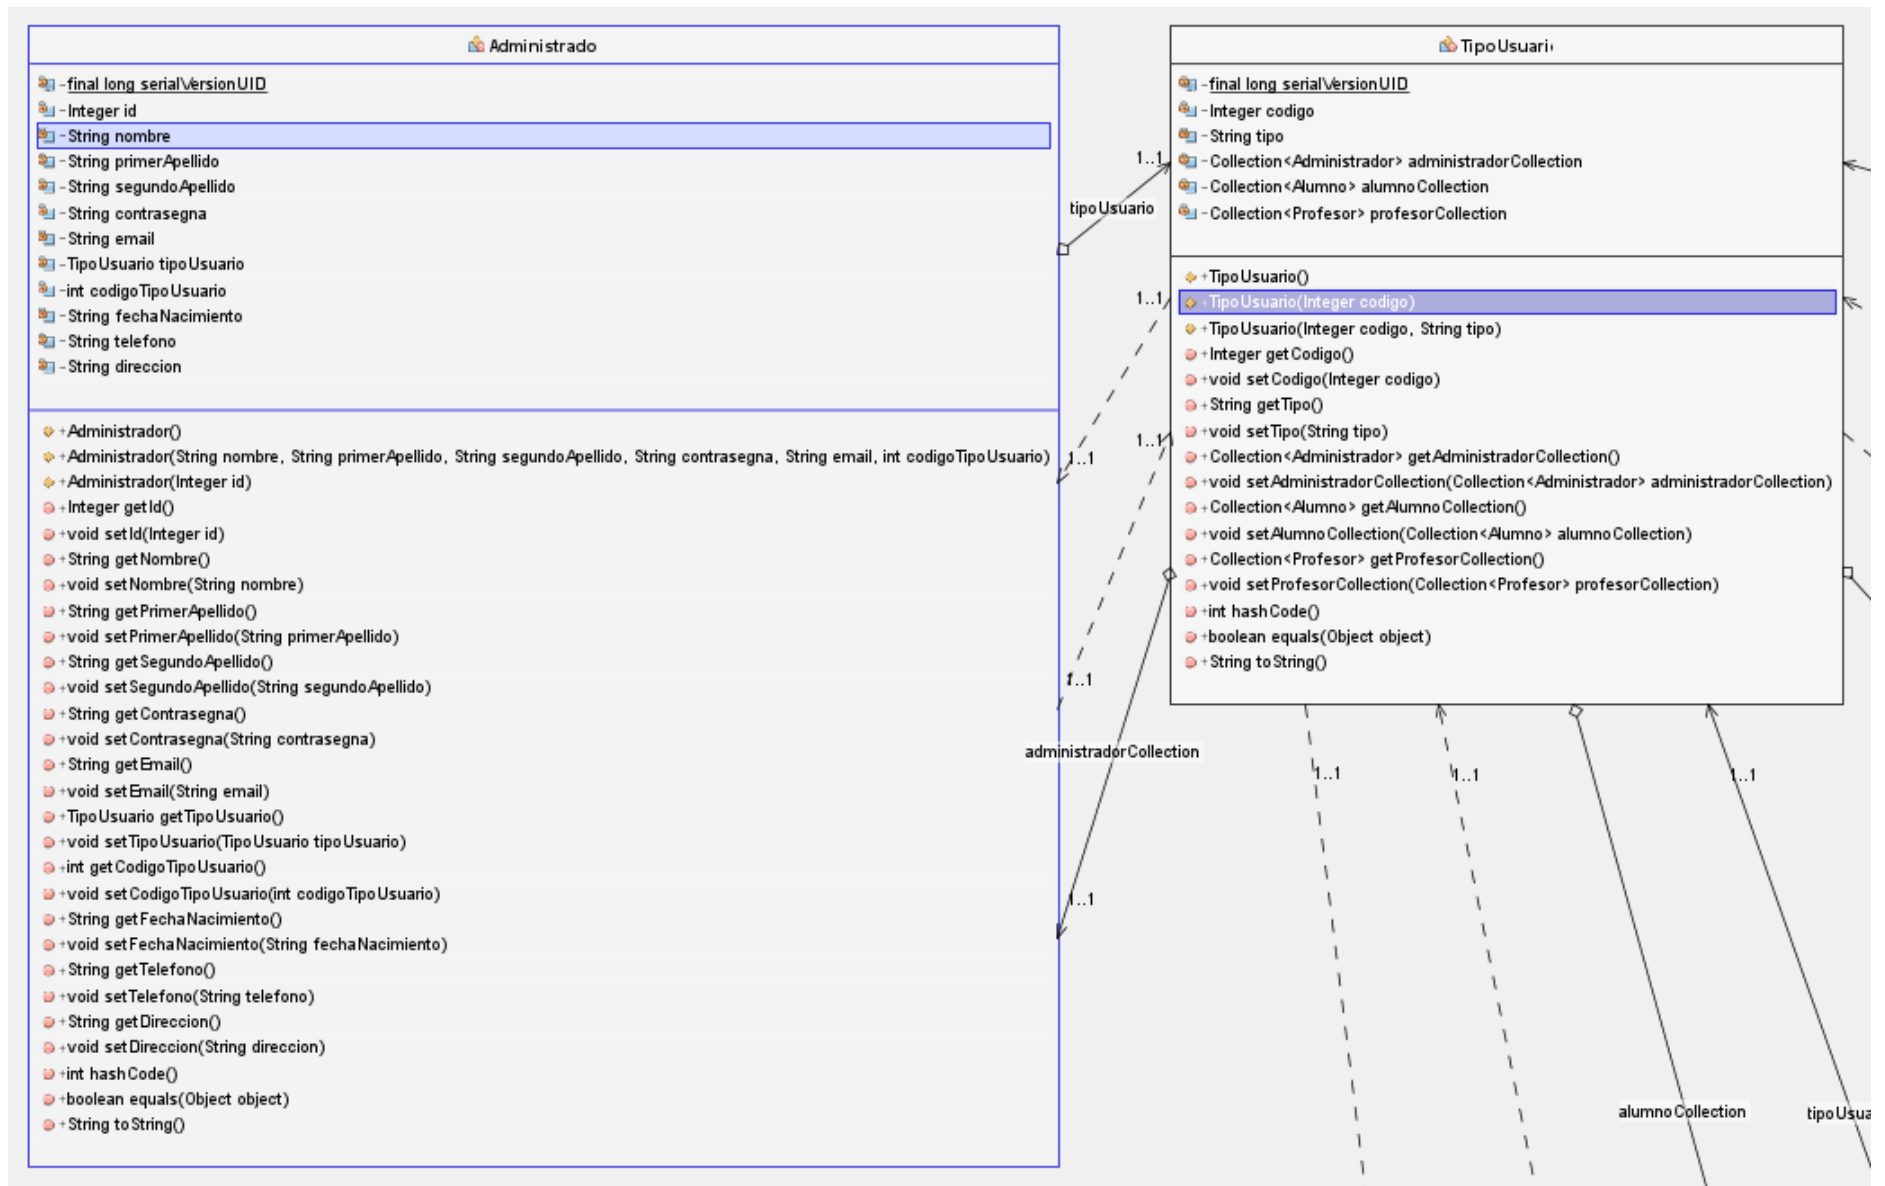 Administrado
-final long serialVersionUID
-Integer id
-String nombre
-String primerApellido
-String segundoApellido
-String contrasegna
-String email
-TipoUsuario tipoUsuario
-int codigoTipoUsuario
-String fechaNacimiento
-String telefono
-String direccion
+Administrador()
+Administrador(String nombre, String primerApellido, String segundoApellido, String contrasegna, String email, int codigoTipoUsuario)
+Administrador(Integer id)
+Integer getId()
+void setId(Integer id)
+String getNombre()
+void setNombre(String nombre)
+String getPrimerApellido()
+void setPrimerApellido(String primerApellido)
+String getSegundoApellido()
+void setSegundoApellido(String segundoApellido)
+String getContrasegna()
+void setContrasegna(String contrasegna)
+String getEmail()
+void setEmail(String email)
+TipoUsuario getTipoUsuario()
+void setTipoUsuario(TipoUsuario tipoUsuario)
+int getCodigoTipoUsuario()
+void setCodigoTipoUsuario(int codigoTipoUsuario)
+String getFechaNacimiento()
+void setFechaNacimiento(String fechaNacimiento)
+String getTelefono()
+void setTelefono(String telefono)
+String getDireccion()
+void setDireccion(String direccion)
+int hashCode()
+boolean equals(Object object)
+String toString()
1..1
tipoUsuario
1..1
1..1
1..1
1..1
administradorCollection
1..1
TipoUsuari
-final long serialVersionUID
-Integer codigo
-String tipo
-Collection<Administrador> administradorCollection
-Collection<Alumno> alumnoCollection
-Collection<Profesor> profesorCollection
+TipoUsuario()
+TipoUsuario(Integer codigo)
+TipoUsuario(Integer codigo, String tipo)
+Integer getCodigo()
+void setCodigo(Integer codigo)
+String getTipo()
+void setTipo(String tipo)
+Collection<Administrador> getAdministradorCollection()
+void setAdministradorCollection(Collection<Administrador> administradorCollection)
+Collection<Alumno> getAlumnoCollection()
+void setAlumnoCollection(Collection<Alumno> alumnoCollection)
+Collection<Profesor> getProfesorCollection()
+void setProfesorCollection(Collection<Profesor> profesorCollection)
+int hashCode()
+boolean equals(Object object)
+String toString()
1..1
1..1
1..1
alumnoCollection
tipoUsua